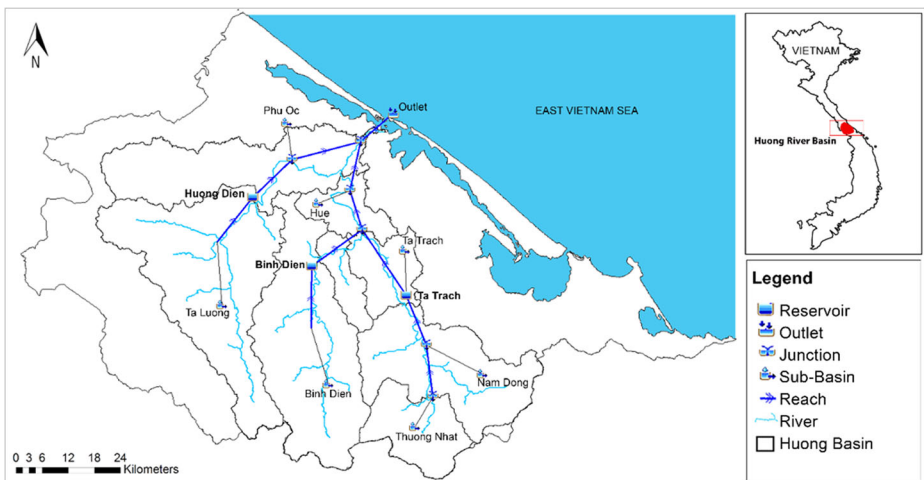 N
Phu Oc
Outlet
EAST VIETNAM SEA
Huong Dien
Hue
Ta Trach
Binh Dien
Ta Trach
Ta Luong
Nam Dong
Binh Dien
Thuong Nhat
0 3 6 12 18 24
Kilometers
VIETNAM
Huong River Basin
Legend
Reservoir
Outlet
Junction
Sub-Basin
Reach
River
Huong Basin